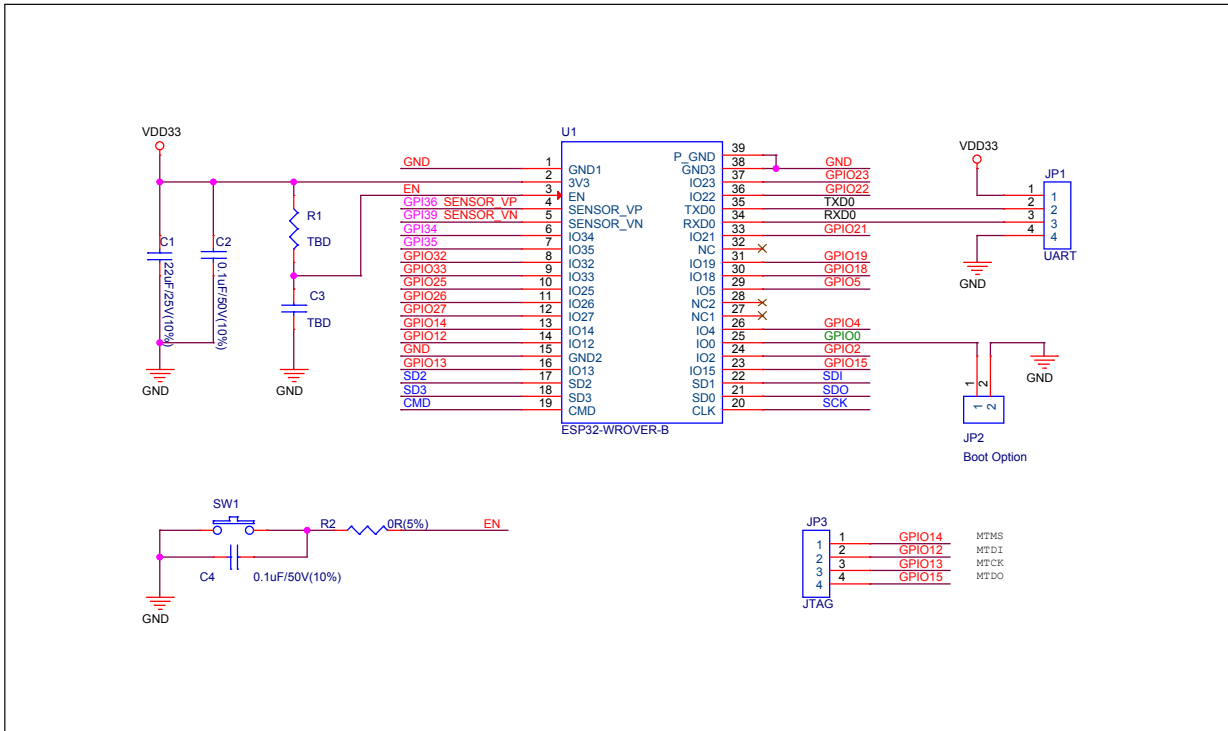 VDD33
C1
22uF/25V(10%)
C2
0.1uF/50V(10%)
GND
R1
TBD
C3
TBD
GND
U1
GND 1 GND1
2 3V3
EN 3 EN
GPI36 SENSOR_VP 4 SENSOR_VP
GPI39 SENSOR_VN 5 SENSOR_VN
GPI34 6 IO34
GPI35 7 IO35
GPIO32 8 IO32
GPIO33 9 IO33
GPIO25 10 IO25
GPIO26 11 IO26
GPIO27 12 IO27
GPIO14 13 IO14
GPIO12 14 IO12
GND 15 GND2
GPIO13 16 IO13
SD2 17 SD2
SD3 18 SD3
CMD 19 CMD
P_GND 39
GND3 38 GND
IO23 37 GPIO23
IO22 36 GPIO22
TXD0 35 TXD0
RXD0 34 RXD0
IO21 33 GPIO21
NC 32
IO19 31 GPIO19
IO18 30 GPIO18
IO5 29 GPIO5
NC2 28
NC1 27
IO4 26 GPIO4
IO0 25 GPIO0
IO2 24 GPIO2
IO15 23 GPIO15
SD1 22 SDI
SD0 21 SDO
CLK 20 SCK
ESP32-WROVER-B
VDD33
JP1
1 1
2 2
3 3
4 4
UART
GND
GND
1 2
1 2
JP2
Boot Option
SW1
R2 0R(5%) EN
C4 0.1uF/50V(10%)
GND
JP3
1 1 GPIO14 MTMS
2 2 GPIO12 MTDI
3 3 GPIO13 MTCK
4 4 GPIO15 MTDO
JTAG